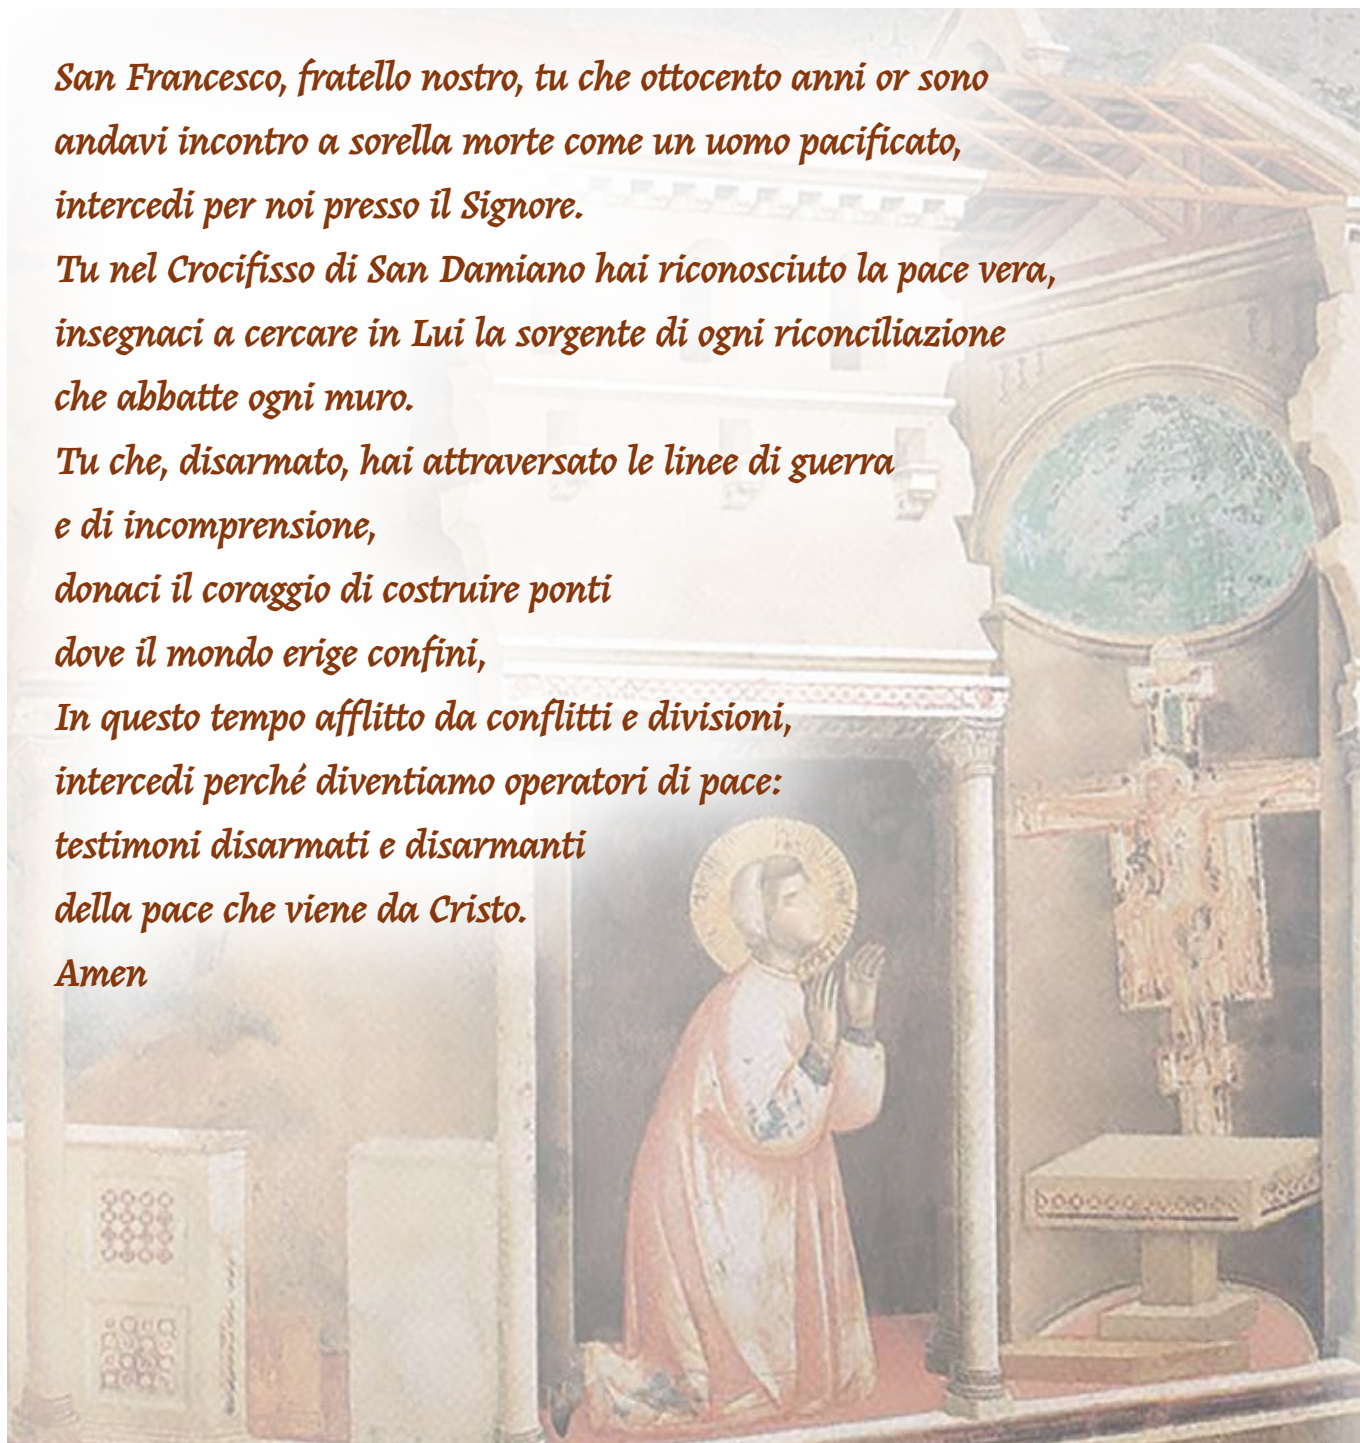 San Francesco, fratello nostro, tu che ottocento anni or sono
andavi incontro a sorella morte come un uomo pacificato,
intercedi per noi presso il Signore.
Tu nel Crocifisso di San Damiano hai riconosciuto la pace vera,
insegnaci a cercare in Lui la sorgente di ogni riconciliazione
che abbatte ogni muro.
Tu che, disarmato, hai attraversato le linee di guerra
e di incomprensione,
donaci il coraggio di costruire ponti
dove il mondo erige confini,
In questo tempo afflitto da conflitti e divisioni,
intercedi perché diventiamo operatori di pace:
testimoni disarmati e disarmanti
della pace che viene da Cristo.
Amen